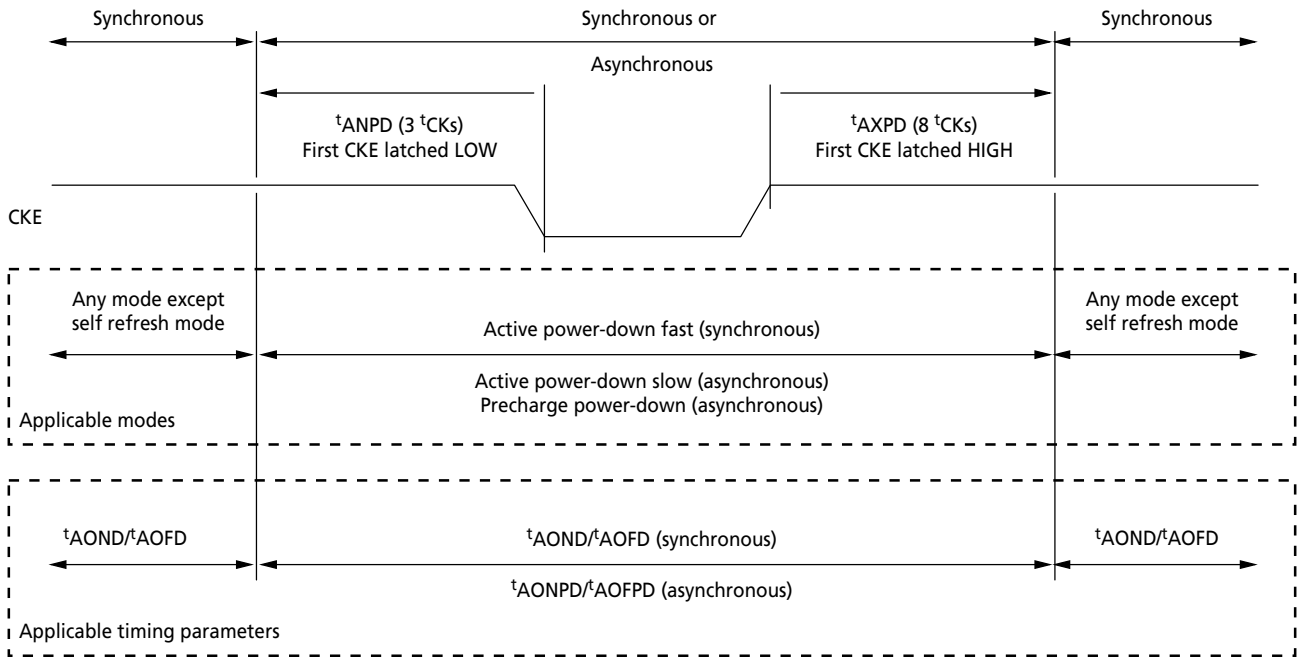 Synchronous
Synchronous or
Synchronous
Asynchronous
tANPD (3 tCKs)
First CKE latched LOW
tAXPD (8 tCKs)
First CKE latched HIGH
CKE
Any mode except
self refresh mode
Active power-down fast (synchronous)
Any mode except
self refresh mode
Active power-down slow (asynchronous)
Precharge power-down (asynchronous)
Applicable modes
tAOND/tAOFD
tAOND/tAOFD (synchronous)
tAOND/tAOFD
tAONPD/tAOFPD (asynchronous)
Applicable timing parameters